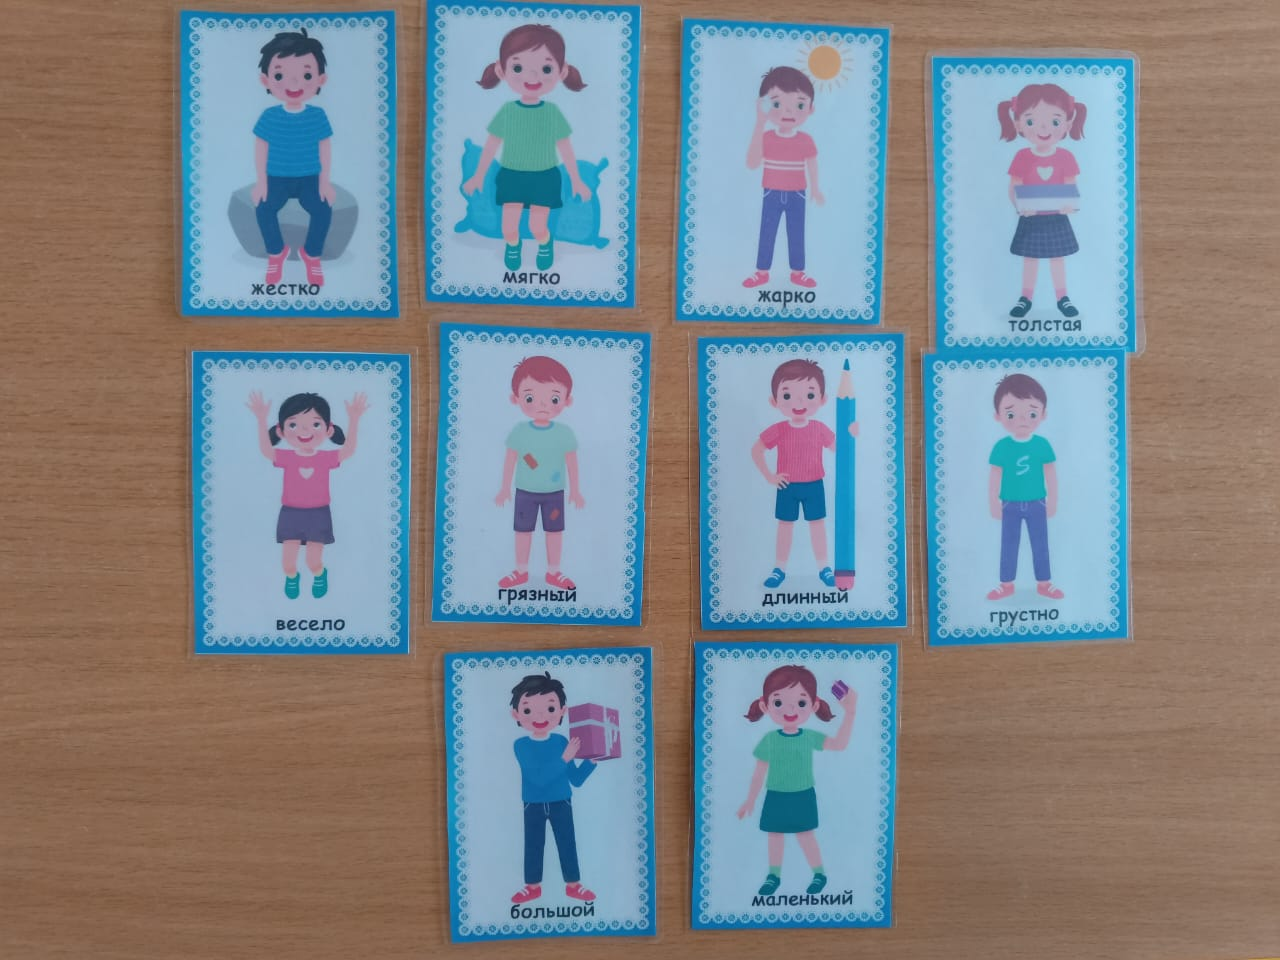 жестко
мягко
жарко
толстая
весело
грязный
длинный
грустно
большой
маленький